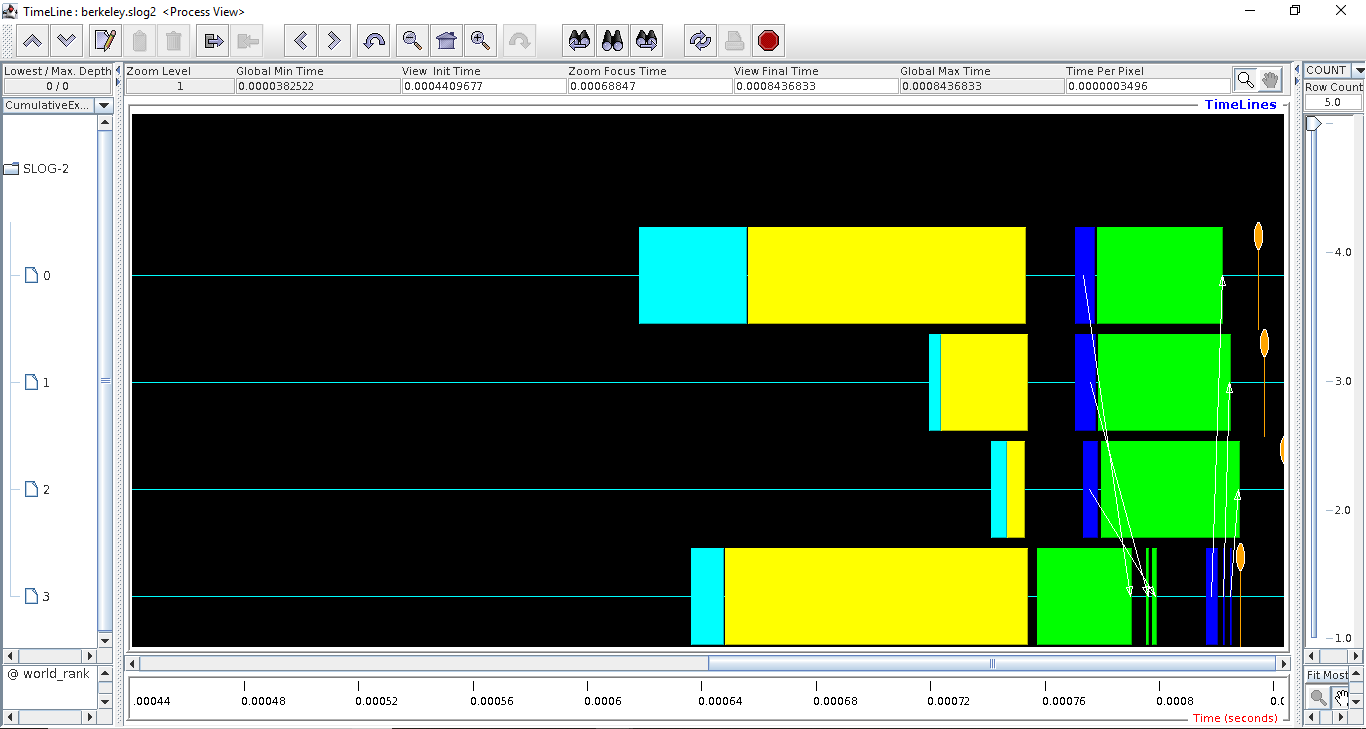 TimeLine : berkeley.slog2 <Process View>
Lowest / Max. Depth
0 / 0
Zoom Level
1
Global Min Time
0.0000382522
View Init Time
0.0004409677
Zoom Focus Time
0.00068847
View Final Time
0.0008436833
Global Max Time
0.0008436833
Time Per Pixel
0.0000003496
COUNT
Row Count
5.0
CumulativeEx...
TimeLines
SLOG-2
0
1
2
3
4.0
3.0
2.0
1.0
@ world_rank
Fit Most
.00044 0.00048 0.00052 0.00056 0.0006 0.00064 0.00068 0.00072 0.00076 0.0008
Time (seconds)